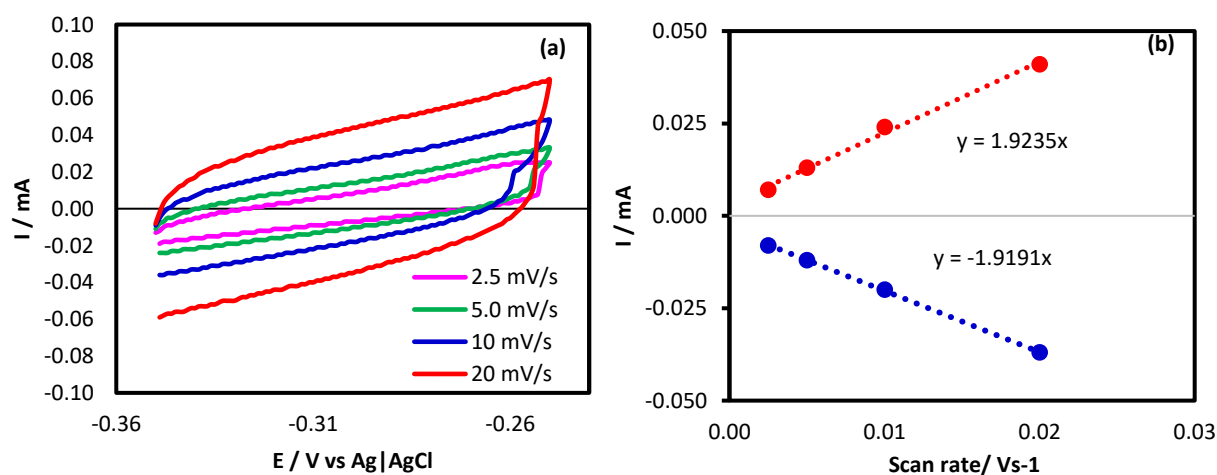 (a)
I / mA
0.10
0.08
0.06
0.04
0.02
0.00
-0.02
-0.04
-0.06
-0.08
-0.10
-0.36
-0.31
-0.26
E / V vs Ag|AgCl
2.5 mV/s
5.0 mV/s
10 mV/s
20 mV/s
(b)
I / mA
0.050
0.025
0.000
-0.025
-0.050
0.00
0.01
0.02
0.03
Scan rate/ Vs-1
y = 1.9235x
y = -1.9191x